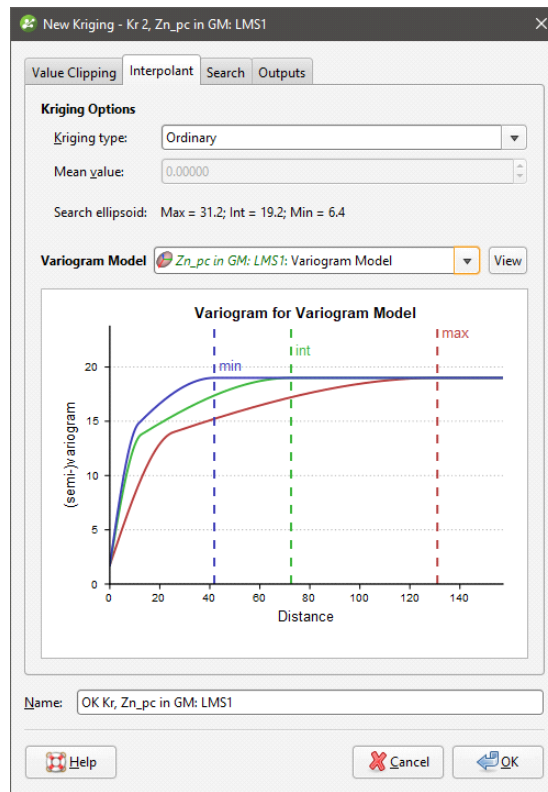 New Kriging - Kr 2, Zn_pc in GM: LMS1
Value Clipping Interpolant Search Outputs
Kriging Options
Kriging type: Ordinary
Mean value: 0.00000
Search ellipsoid: Max = 31.2; Int = 19.2; Min = 6.4
Variogram Model Zn_pc in GM: LMS1: Variogram Model View
Variogram for Variogram Model
min
int
max
(semi-)variogram
20
15
10
5
0
0 20 40 60 80 100 120 140
Distance
Name: OK Kr, Zn_pc in GM: LMS1
Help Cancel OK